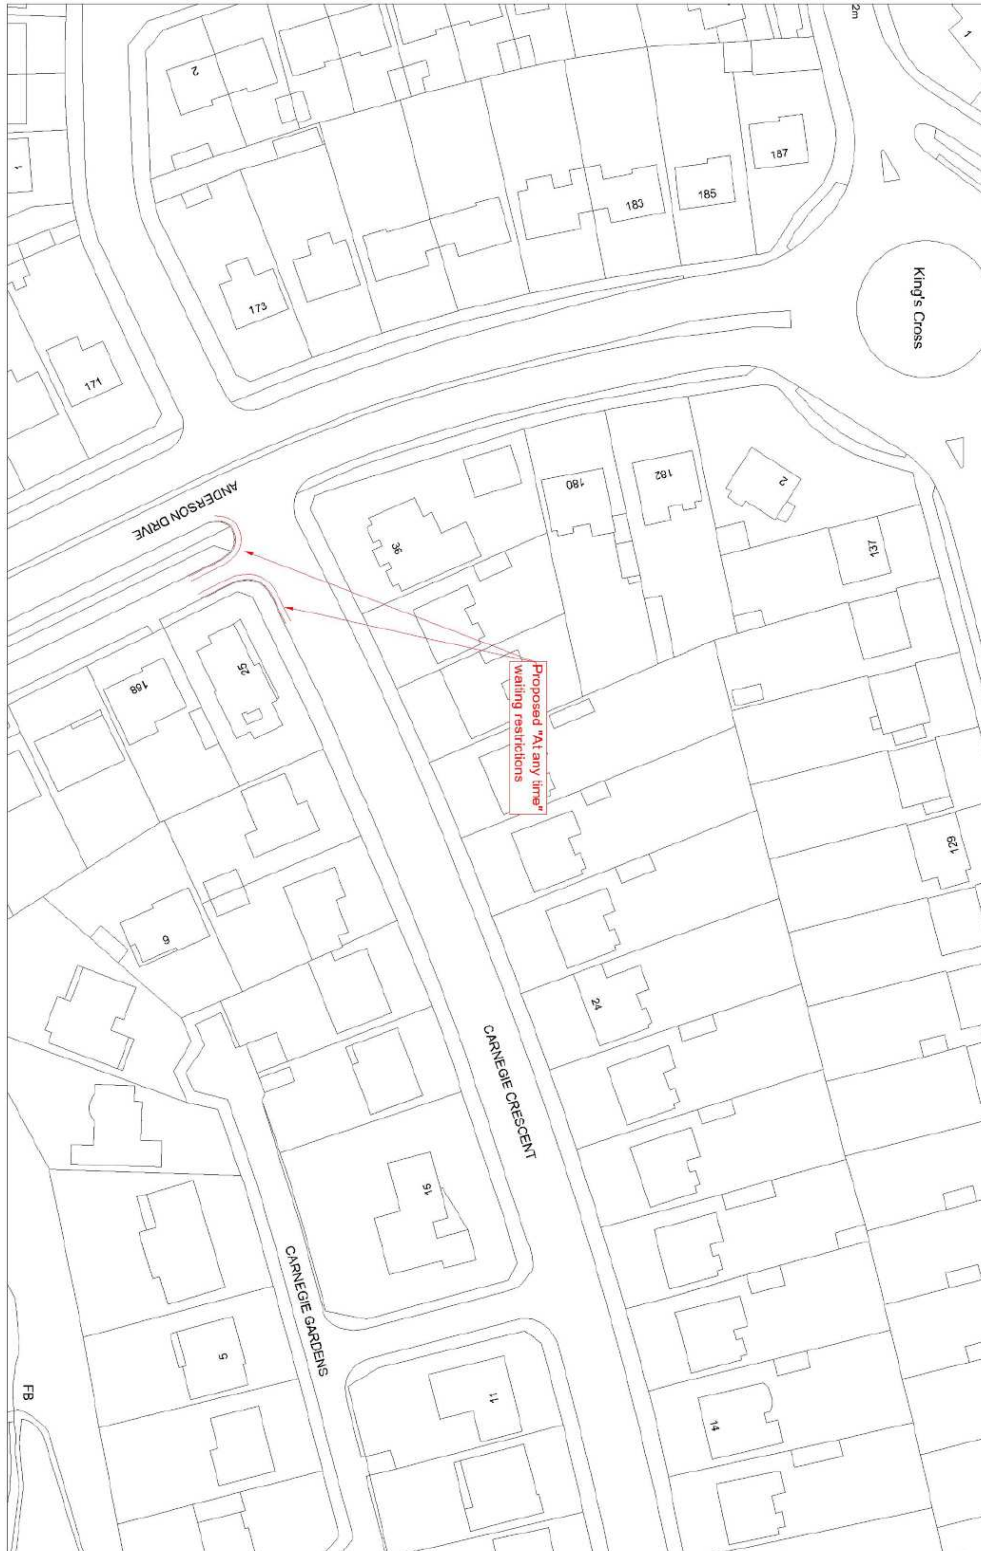 2m
1
2
1
187
185
183
173
171
King's Cross
ANDERSON DRIVE
180
182
2
137
36
Proposed "At any time"
waiting restrictions
25
168
129
6
24
CARNEGIE CRESCENT
15
CARNEGIE GARDENS
5
11
14
FB